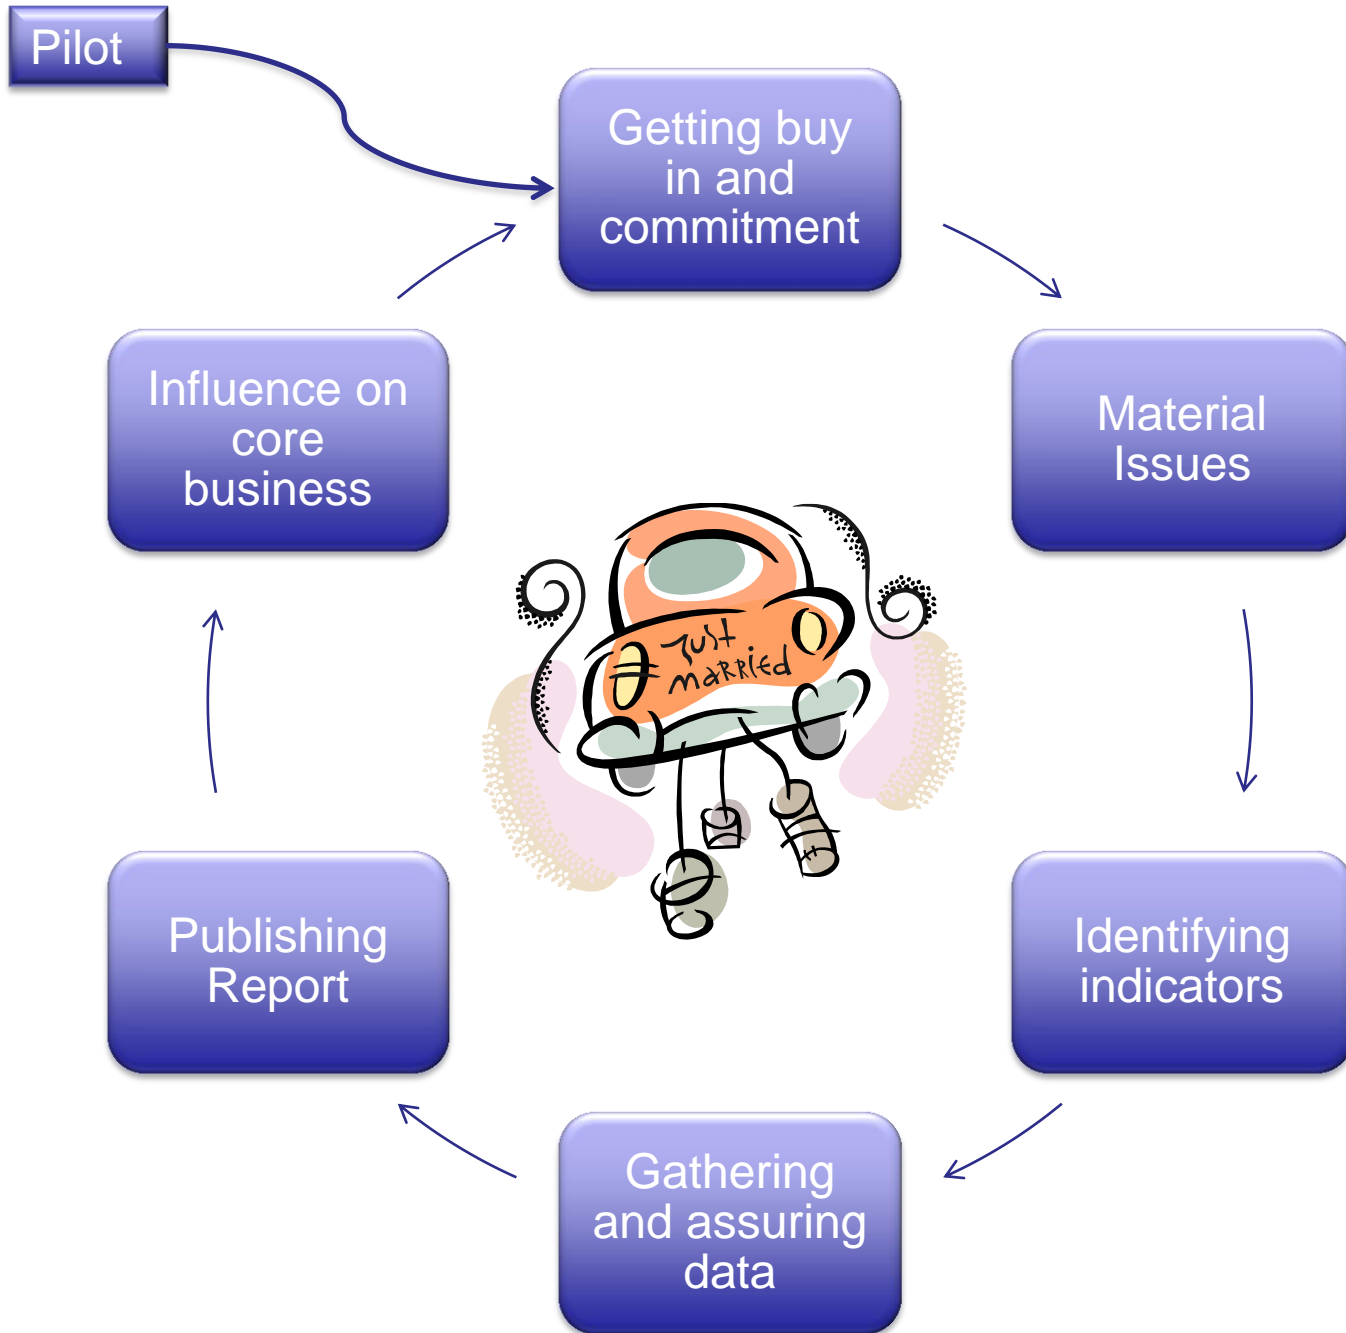 Pilot
Getting buy
in and
commitment
Material
Issues
Identifying
indicators
Gathering
and assuring
data
Publishing
Report
Influence on
core
business
Just
maRRiED